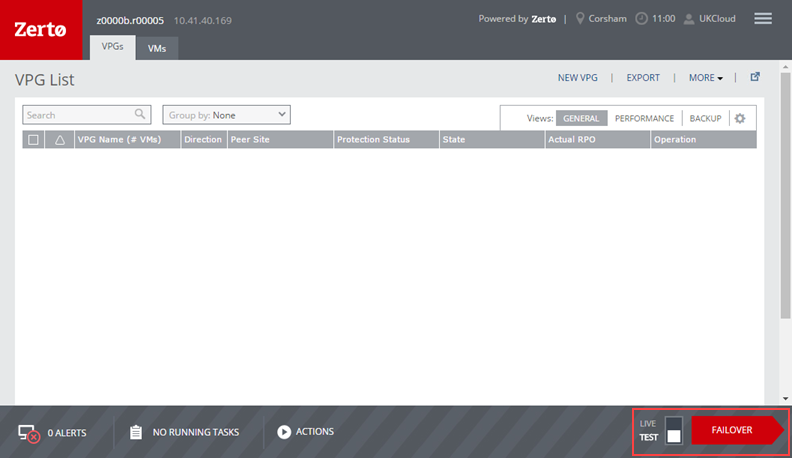 Zerto
z0000b.r00005 10.41.40.169
Powered by Zerto | Corsham 11:00 UKCloud
VPGs VMs
VPG List
NEW VPG | EXPORT | MORE |
Search
Group by: None
Views: GENERAL PERFORMANCE BACKUP
VPG Name (# VMs) Direction Peer Site Protection Status State Actual RPO Operation
0 ALERTS
NO RUNNING TASKS
ACTIONS
LIVE
TEST
FAILOVER